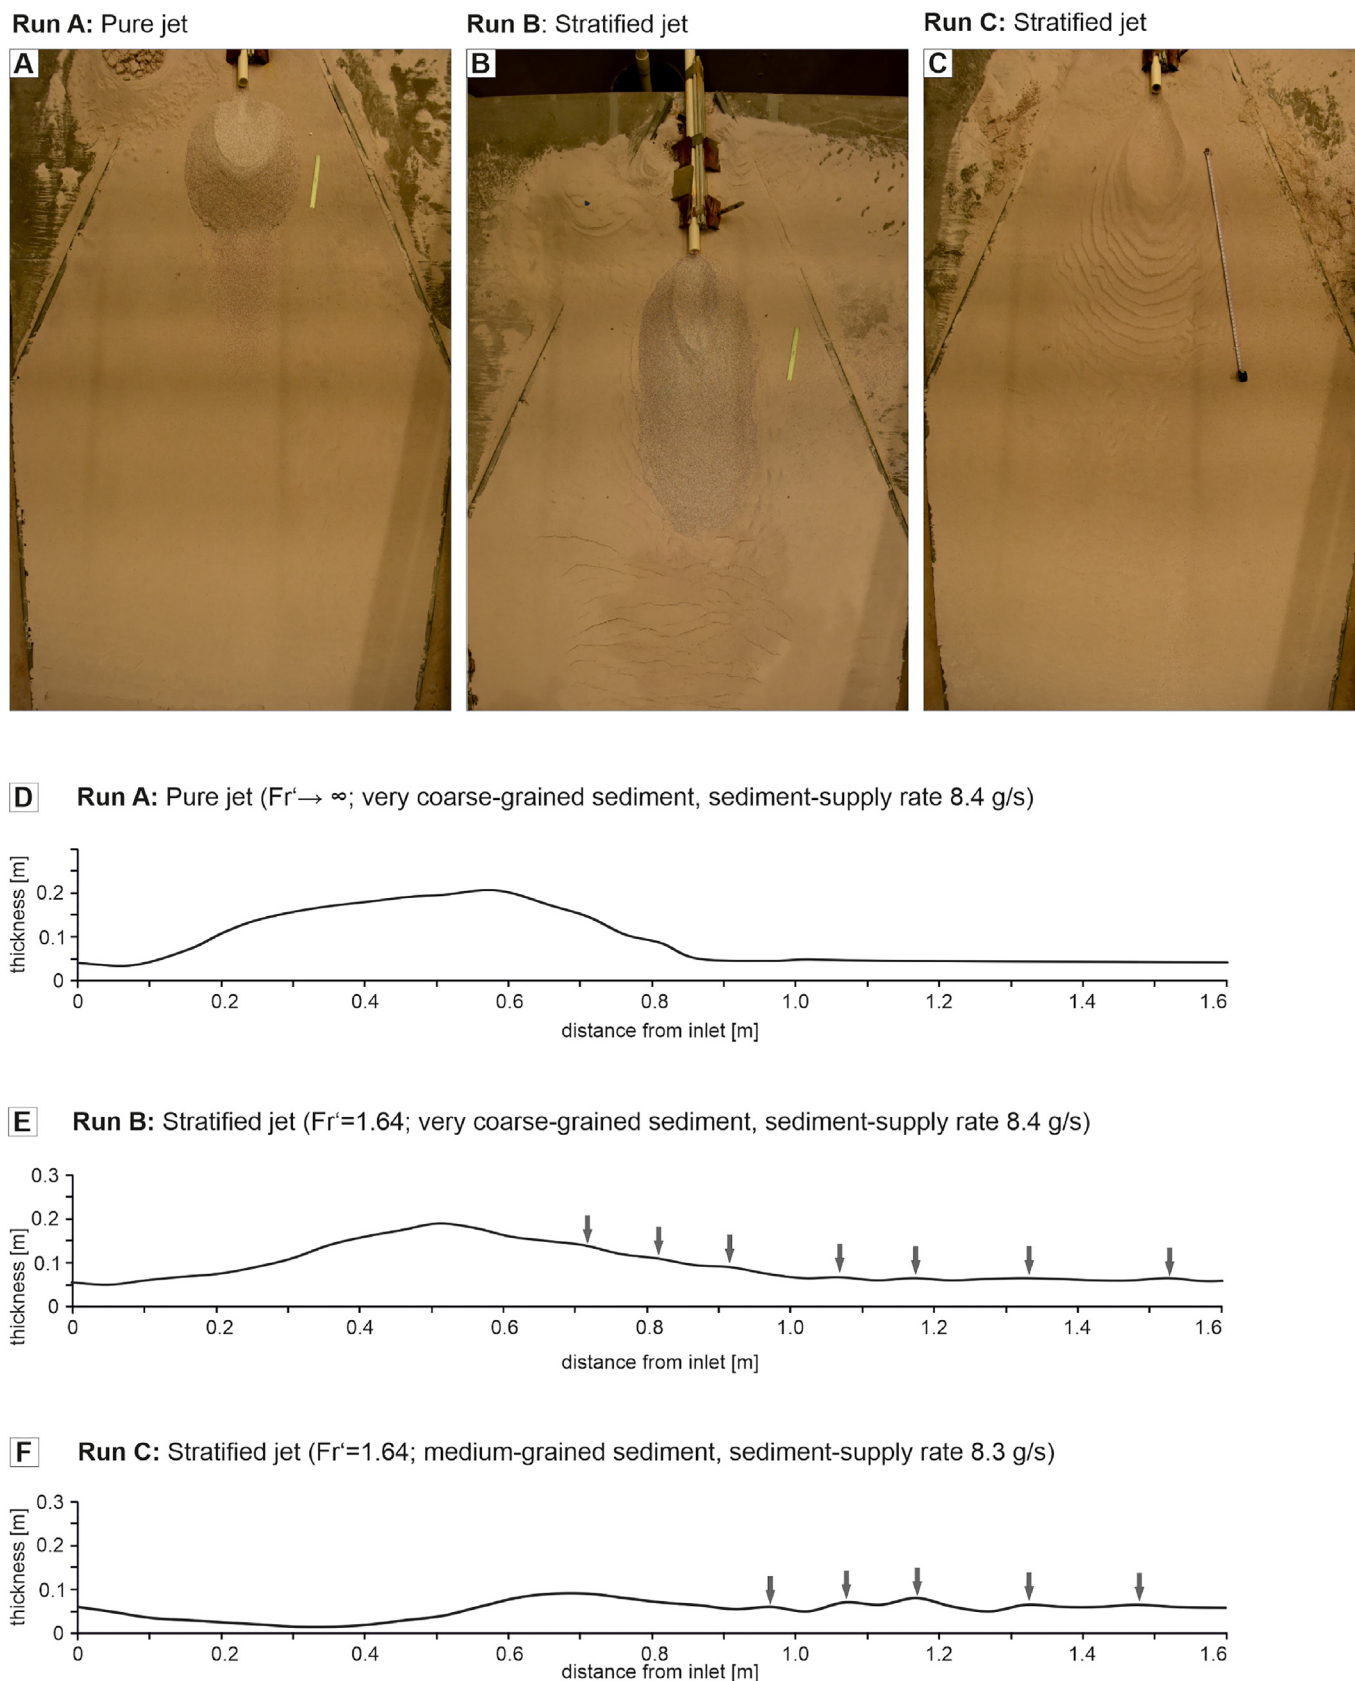 Run A: Pure jet
Run B: Stratified jet
Run C: Stratified jet
A
B
C
D Run A: Pure jet (Fr‘→ ∞; very coarse-grained sediment, sediment-supply rate 8.4 g/s)
thickness [m]
0.2
0.1
0
0 0.2 0.4 0.6 0.8 1.0 1.2 1.4 1.6
distance from inlet [m]
E Run B: Stratified jet (Fr‘=1.64; very coarse-grained sediment, sediment-supply rate 8.4 g/s)
thickness [m]
0.3
0.2
0.1
0
0 0.2 0.4 0.6 0.8 1.0 1.2 1.4 1.6
distance from inlet [m]
F Run C: Stratified jet (Fr‘=1.64; medium-grained sediment, sediment-supply rate 8.3 g/s)
thickness [m]
0.3
0.2
0.1
0
0 0.2 0.4 0.6 0.8 1.0 1.2 1.4 1.6
distance from inlet [m]